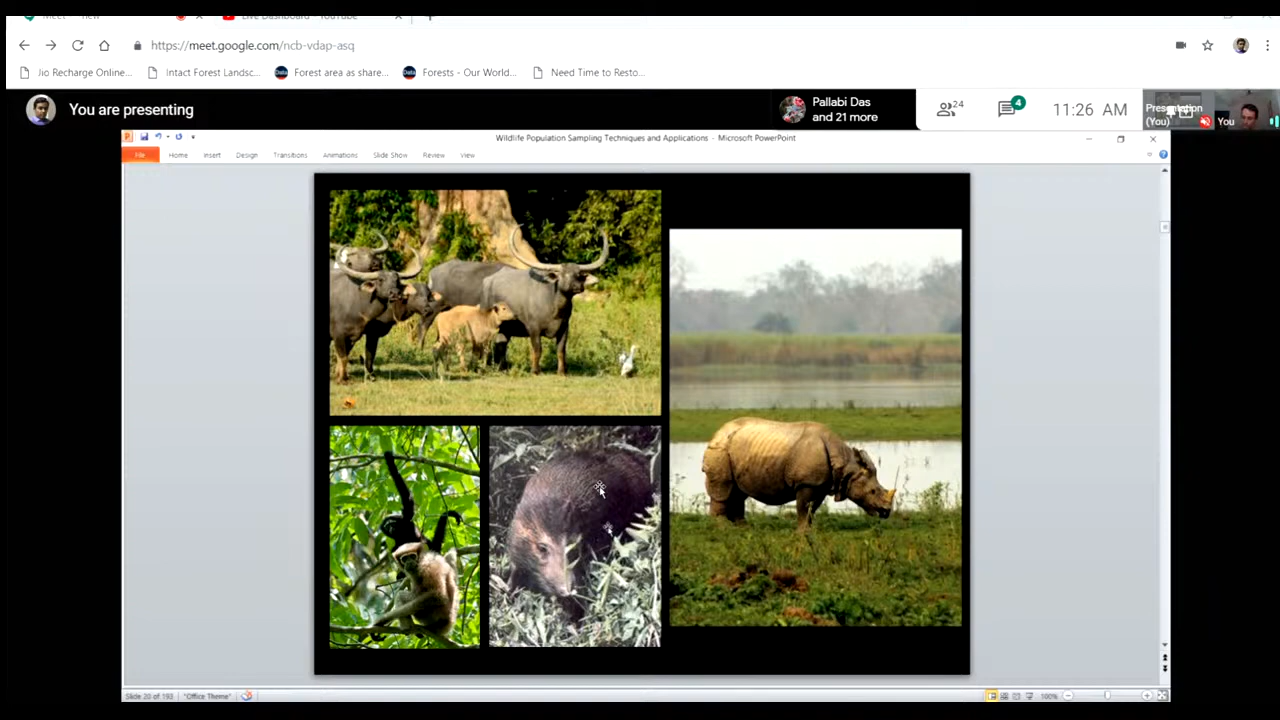 Meet - new
Live Dashboard - YouTube
https://meet.google.com/ncb-vdap-asq
Jio Recharge Online...
Intact Forest Landsc...
Forest area as share...
Forests - Our World...
Need Time to Resto...
You are presenting
Pallabi Das
and 21 more
24
4
11:26 AM
Presentation
(You)
You
Wildlife Population Sampling Techniques and Applications - Microsoft PowerPoint
File
Home
Insert
Design
Transitions
Animations
Slide Show
Review
View
Slide 20 of 193
"Office Theme"
100%